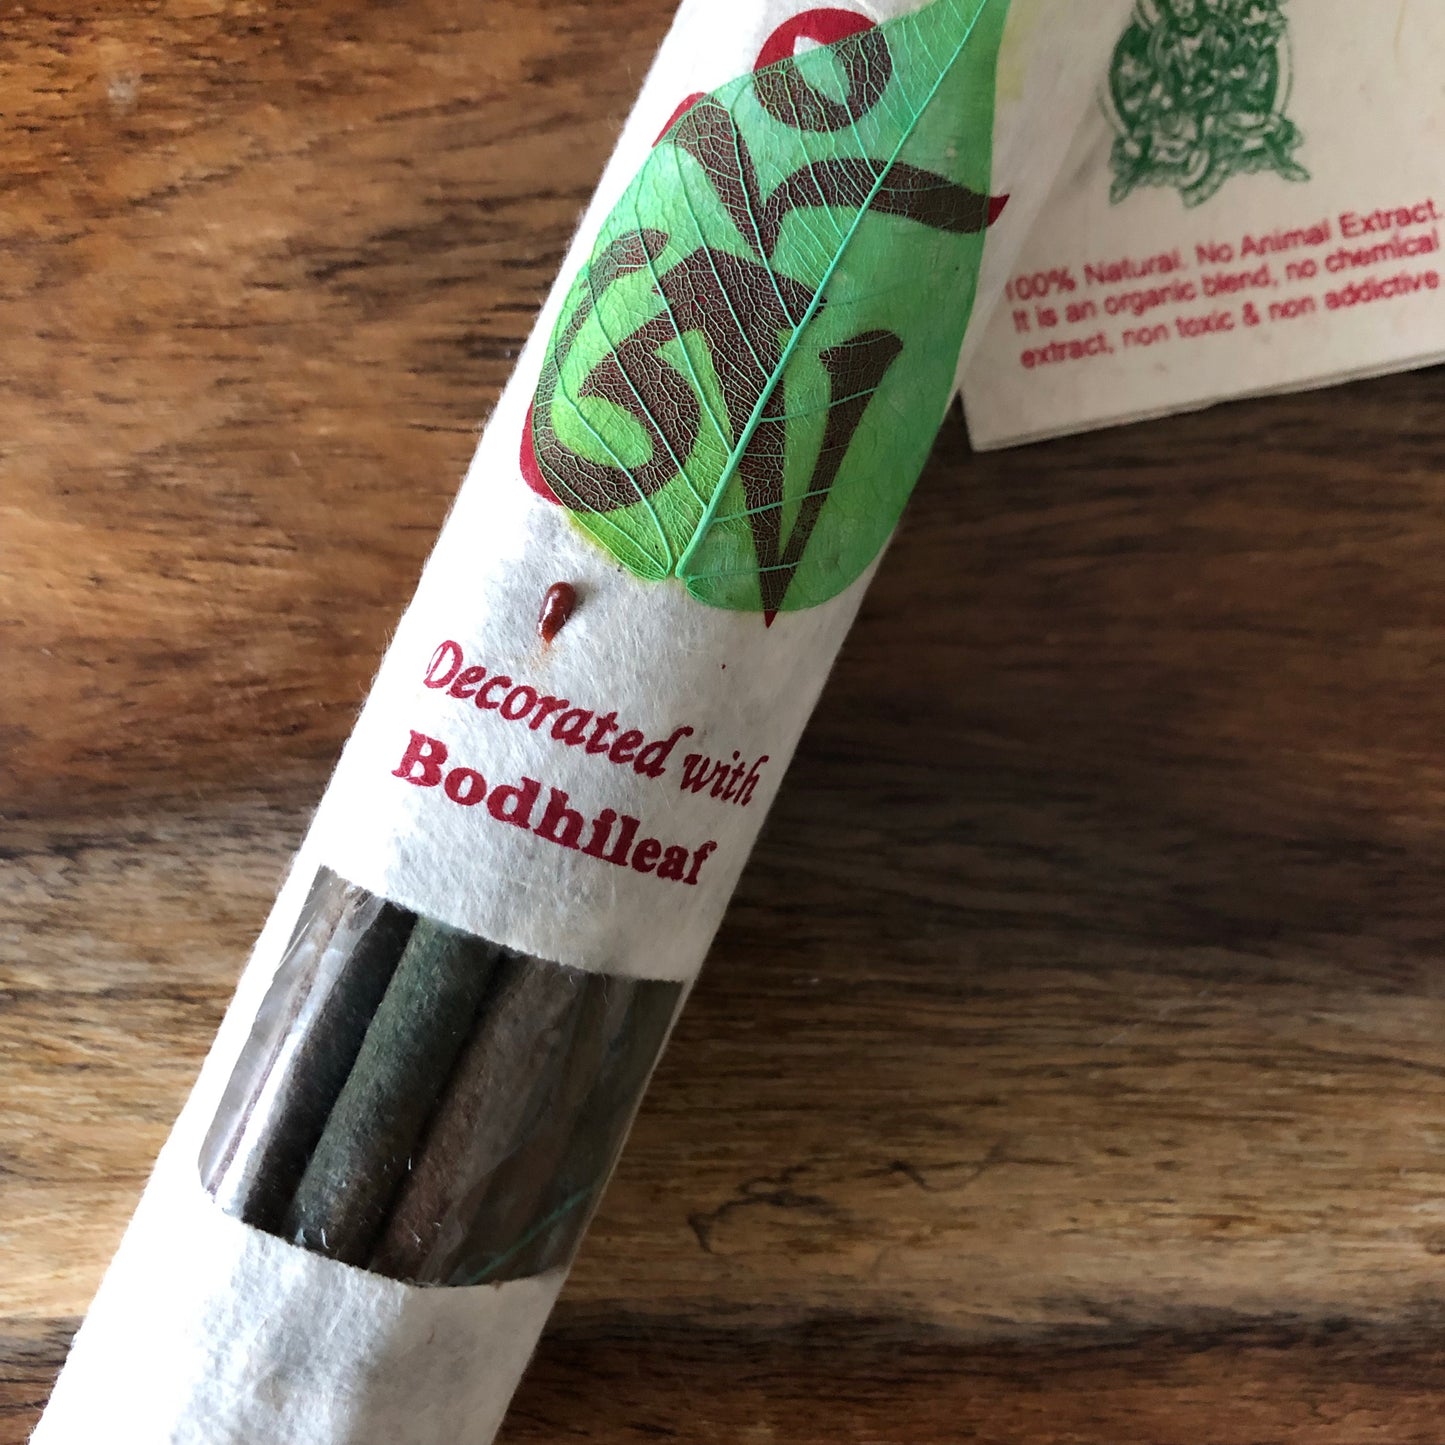 ཨོཾ
Decorated with
Bodhileaf
100% Natural. No Animal Extract.
It is an organic blend, no chemical
extract, non toxic & non addictive